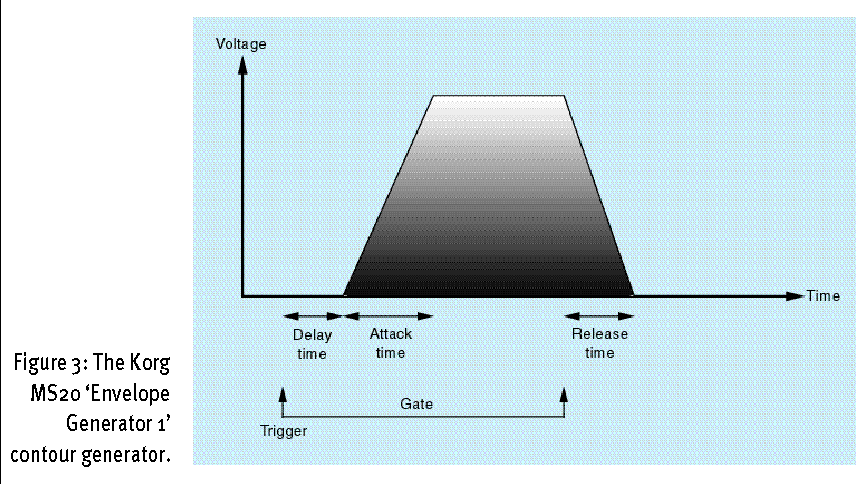 Voltage
Time
Delay
time
Attack
time
Release
time
Gate
Trigger
Figure 3: The Korg
MS20 ‘Envelope
Generator 1’
contour generator.